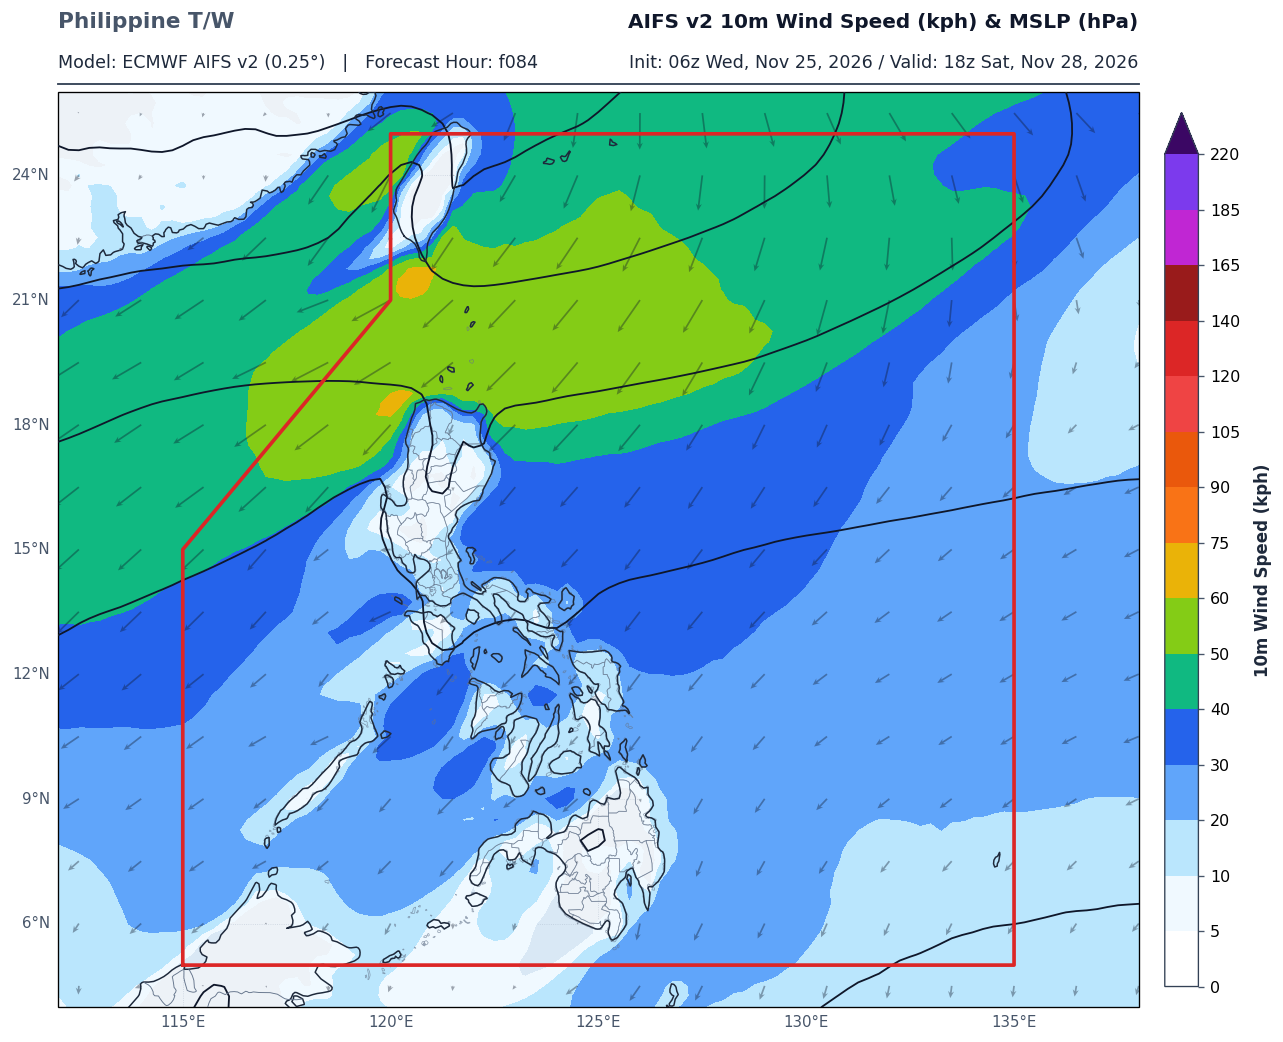 Philippine T/W
AIFS v2 10m Wind Speed (kph) & MSLP (hPa)
Model: ECMWF AIFS v2 (0.25°) | Forecast Hour: f084
Init: 06z Wed, Nov 25, 2026 / Valid: 18z Sat, Nov 28, 2026
24°N
21°N
18°N
15°N
12°N
9°N
6°N
115°E
120°E
125°E
130°E
135°E
220
185
165
140
120
105
90
75
60
50
40
30
20
10
5
0
10m Wind Speed (kph)